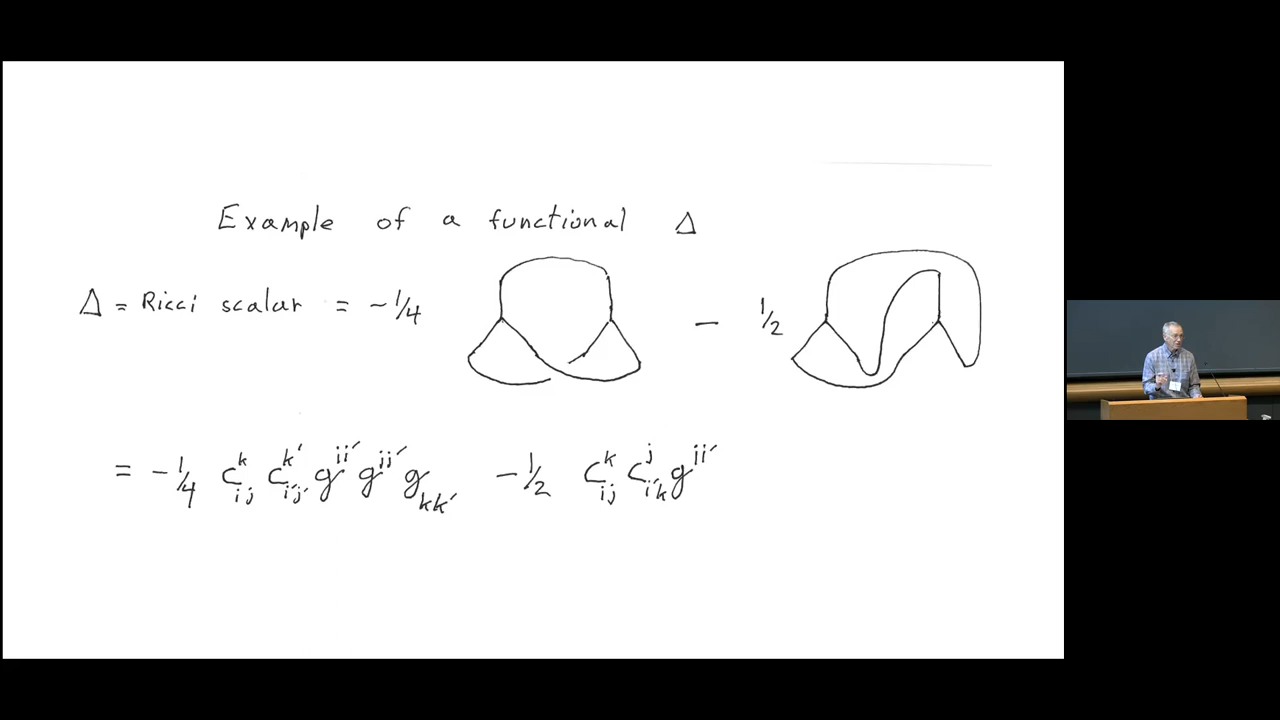 Example of a functional Δ
Δ = Ricci scalar = -1/4 - 1/2
= -1/4 c^k_{ij} c^{k'}_{i'j'} g^{ii'} g^{jj'} g_{kk'} -1/2 c^k_{ij} c^j_{i'k} g^{ii'}